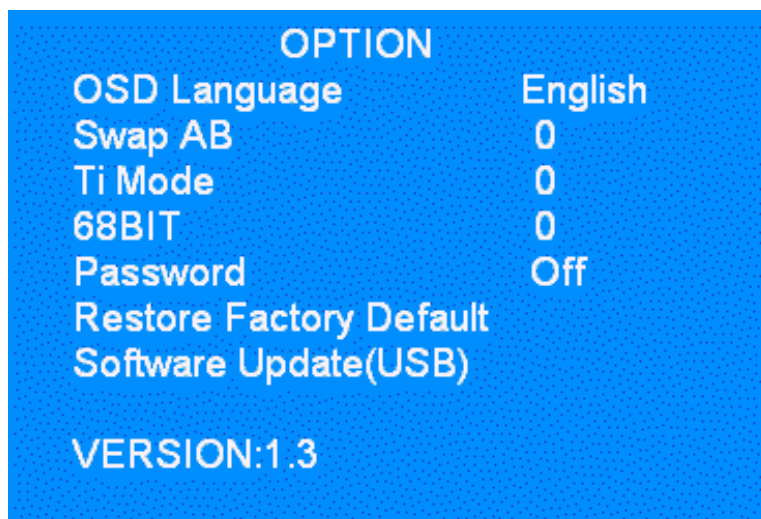 OPTION
OSD Language English
Swap AB 0
Ti Mode 0
68BIT 0
Password Off
Restore Factory Default
Software Update(USB)
VERSION:1.3